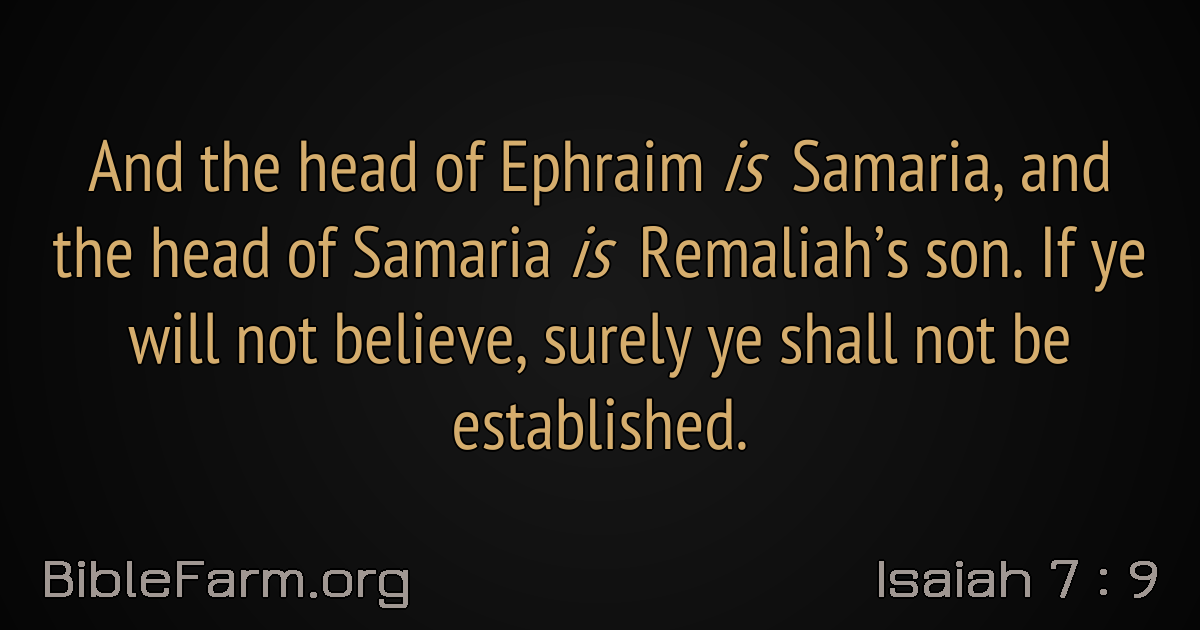 And the head of Ephraim is Samaria, and
the head of Samaria is Remaliah’s son. If ye
will not believe, surely ye shall not be
established.
BibleFarm.org
Isaiah 7 : 9